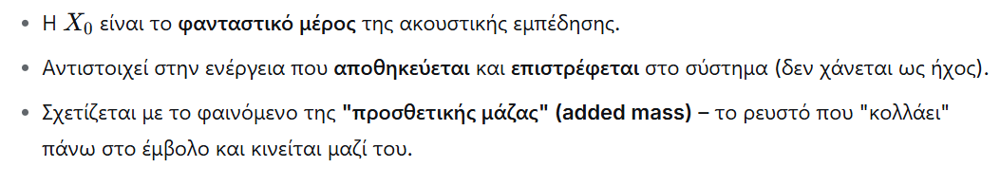 • Η X₀ είναι το φανταστικό μέρος της ακουστικής εμπέδησης.
• Αντιστοιχεί στην ενέργεια που αποθηκεύεται και επιστρέφεται στο σύστημα (δεν χάνεται ως ήχος).
• Σχετίζεται με το φαινόμενο της "προσθετικής μάζας" (added mass) – το ρευστό που "κολλάει"
πάνω στο έμβολο και κινείται μαζί του.